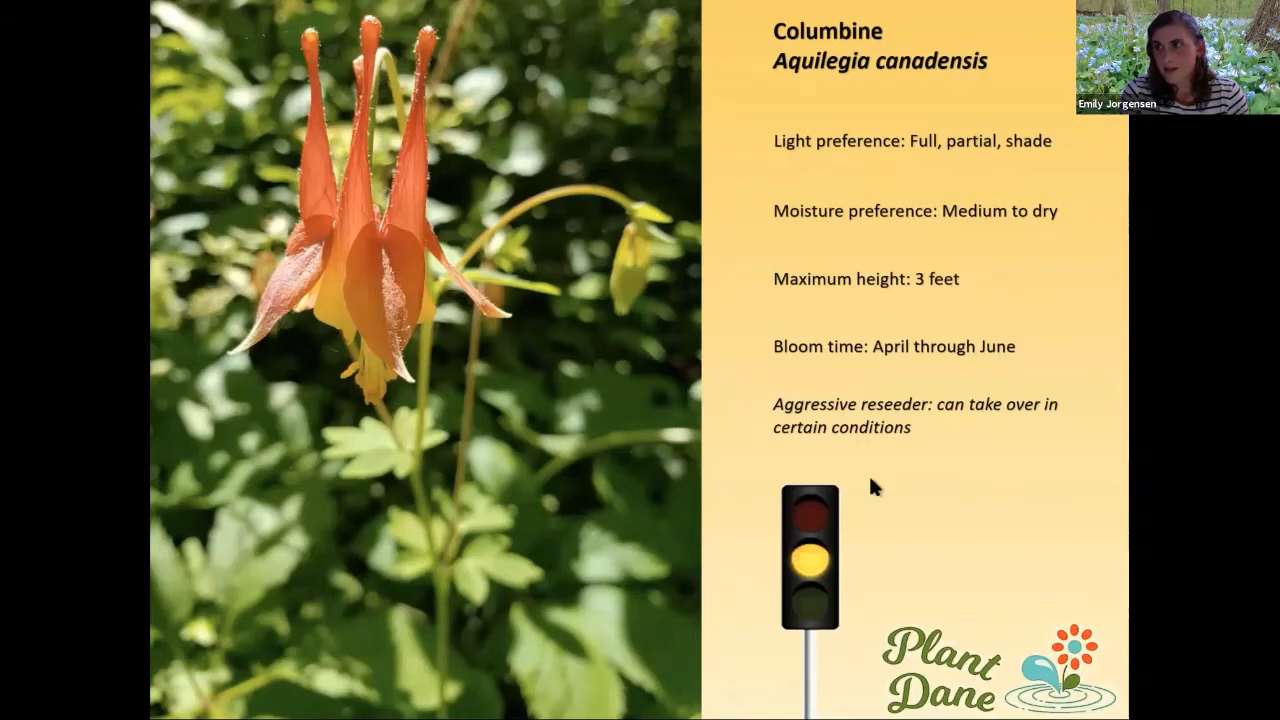 Columbine
Aquilegia canadensis
Emily Jorgensen
Light preference: Full, partial, shade
Moisture preference: Medium to dry
Maximum height: 3 feet
Bloom time: April through June
Aggressive reseeder: can take over in
certain conditions
Plant
Dane